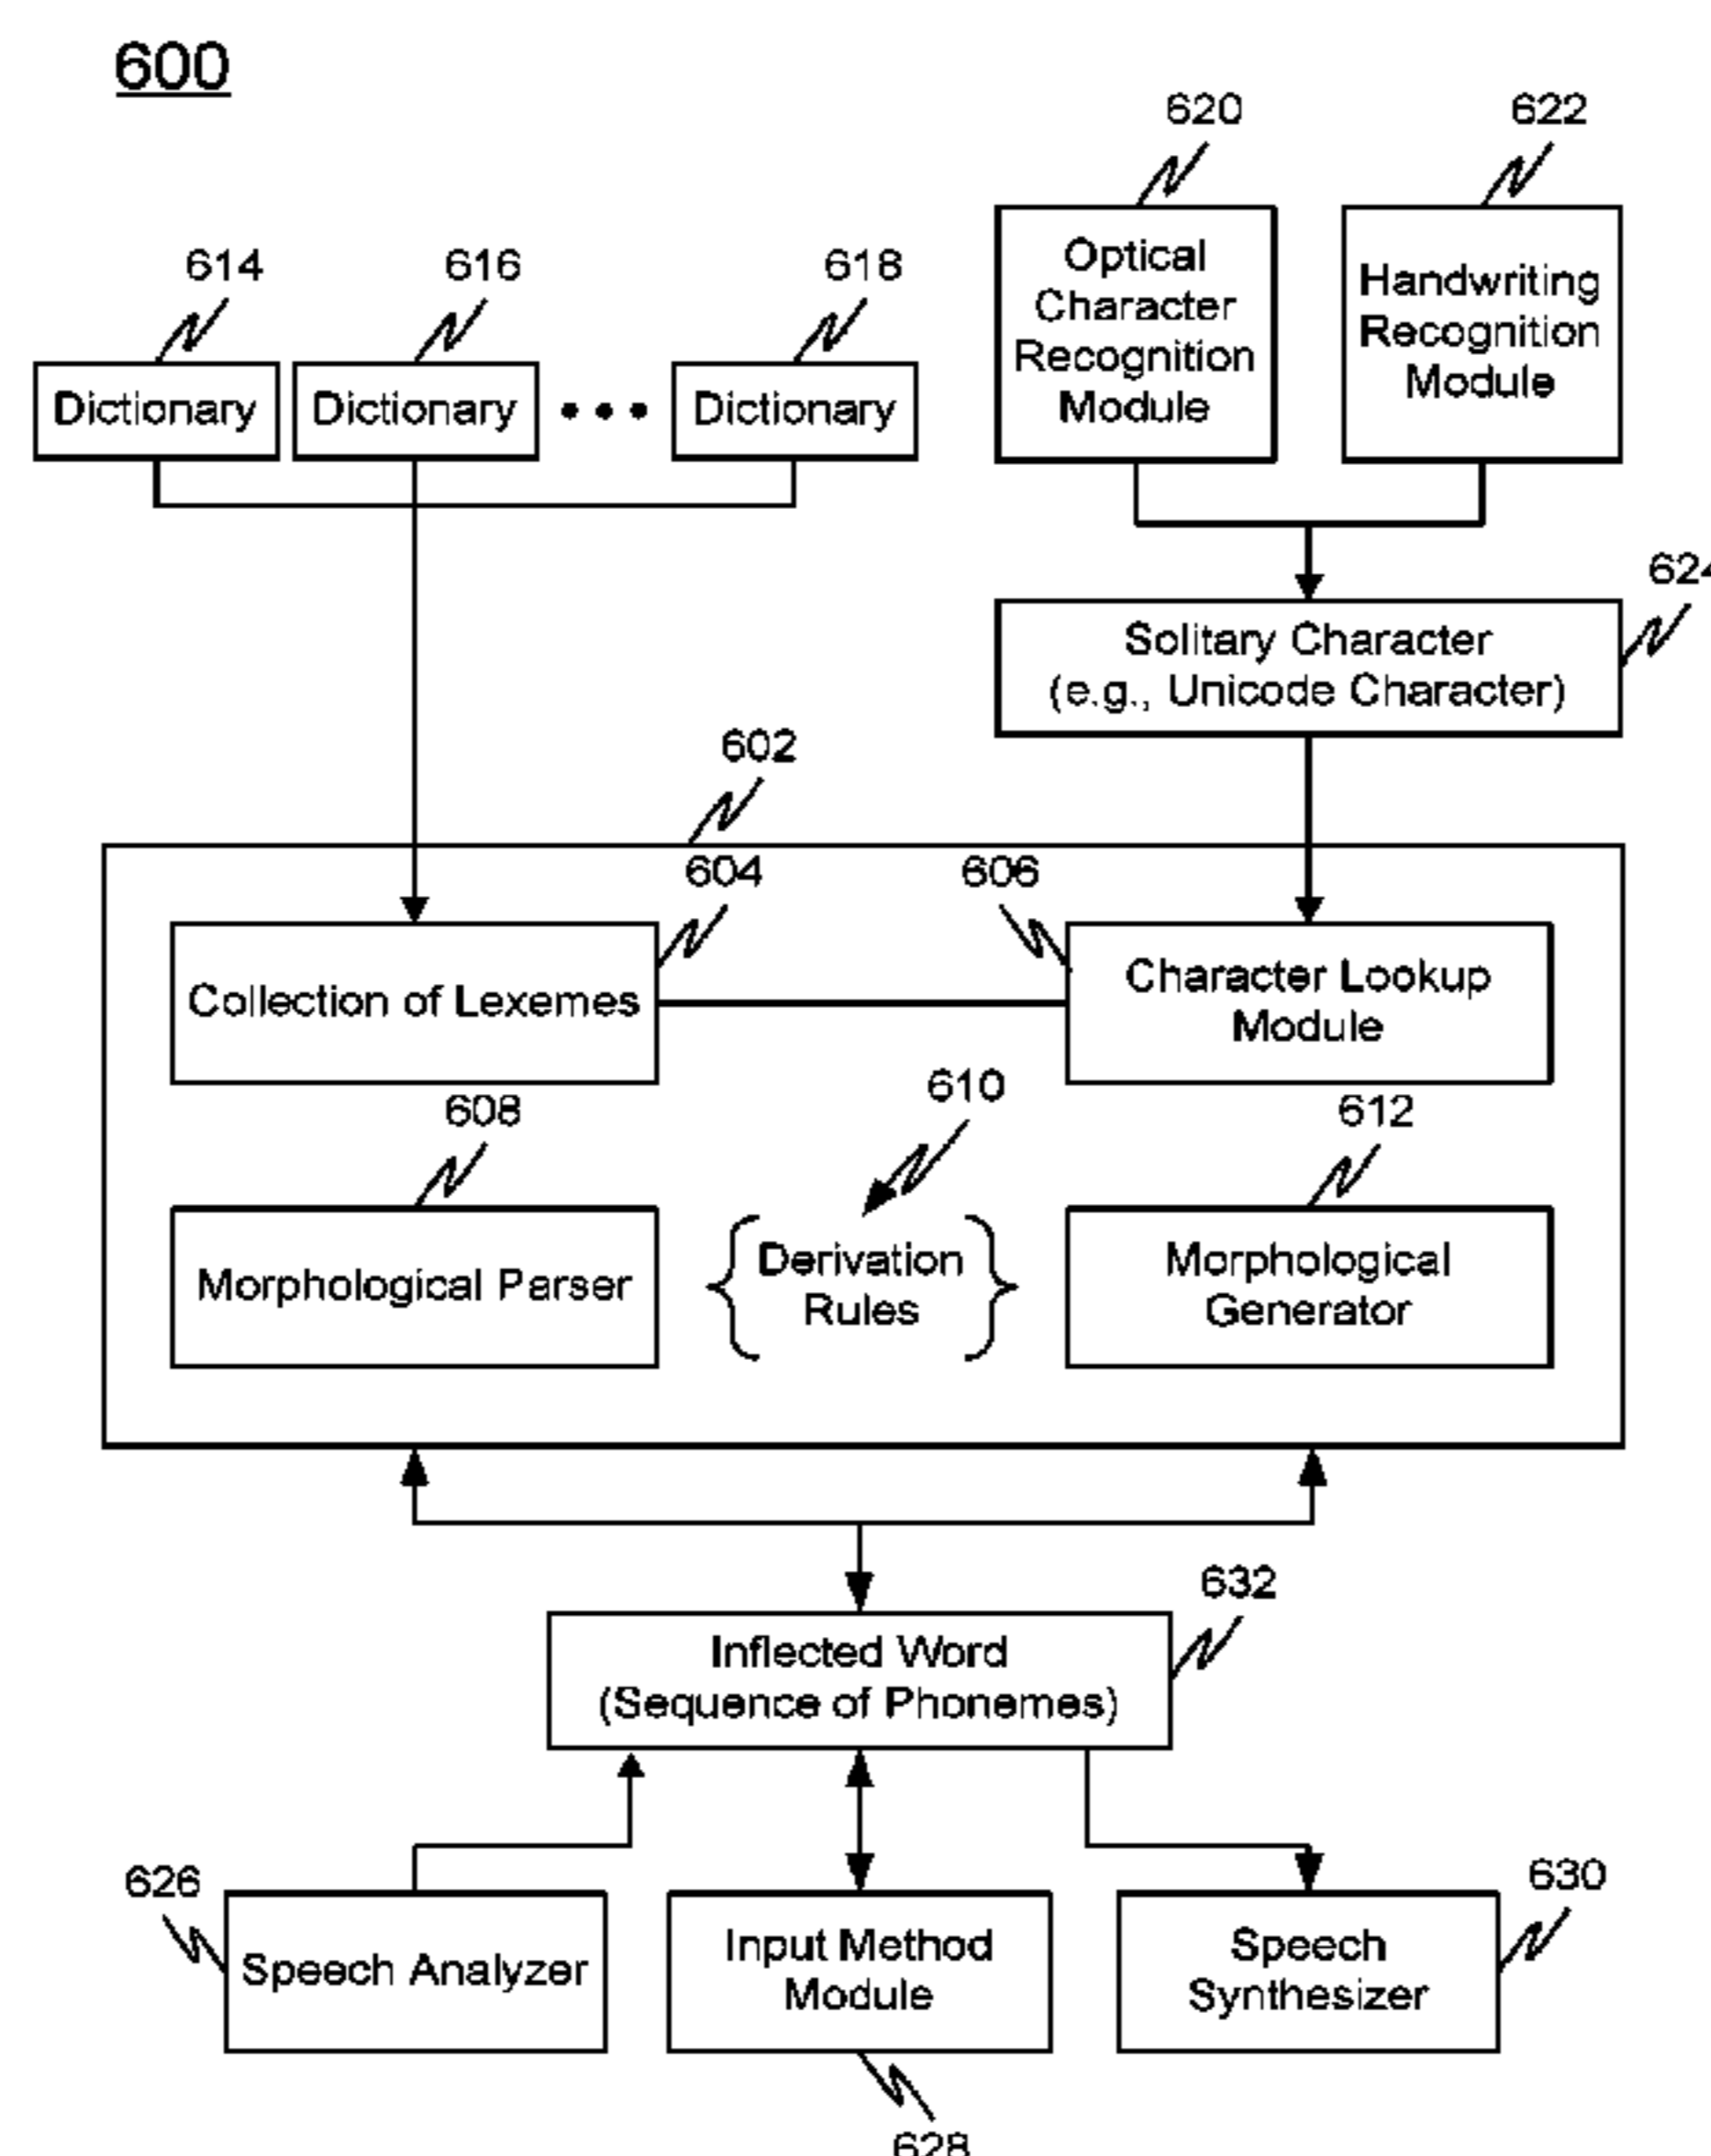 600
620
622
614
616
618
Optical
Character
Recognition
Module
Handwriting
Recognition
Module
Dictionary
Dictionary
• • •
Dictionary
624
Solitary Character
(e.g., Unicode Character)
602
604
606
Collection of Lexemes
Character Lookup
Module
608
610
612
Morphological Parser
{Derivation
Rules}
Morphological
Generator
632
Inflected Word
(Sequence of Phonemes)
626
630
Speech Analyzer
Input Method
Module
Speech
Synthesizer
628